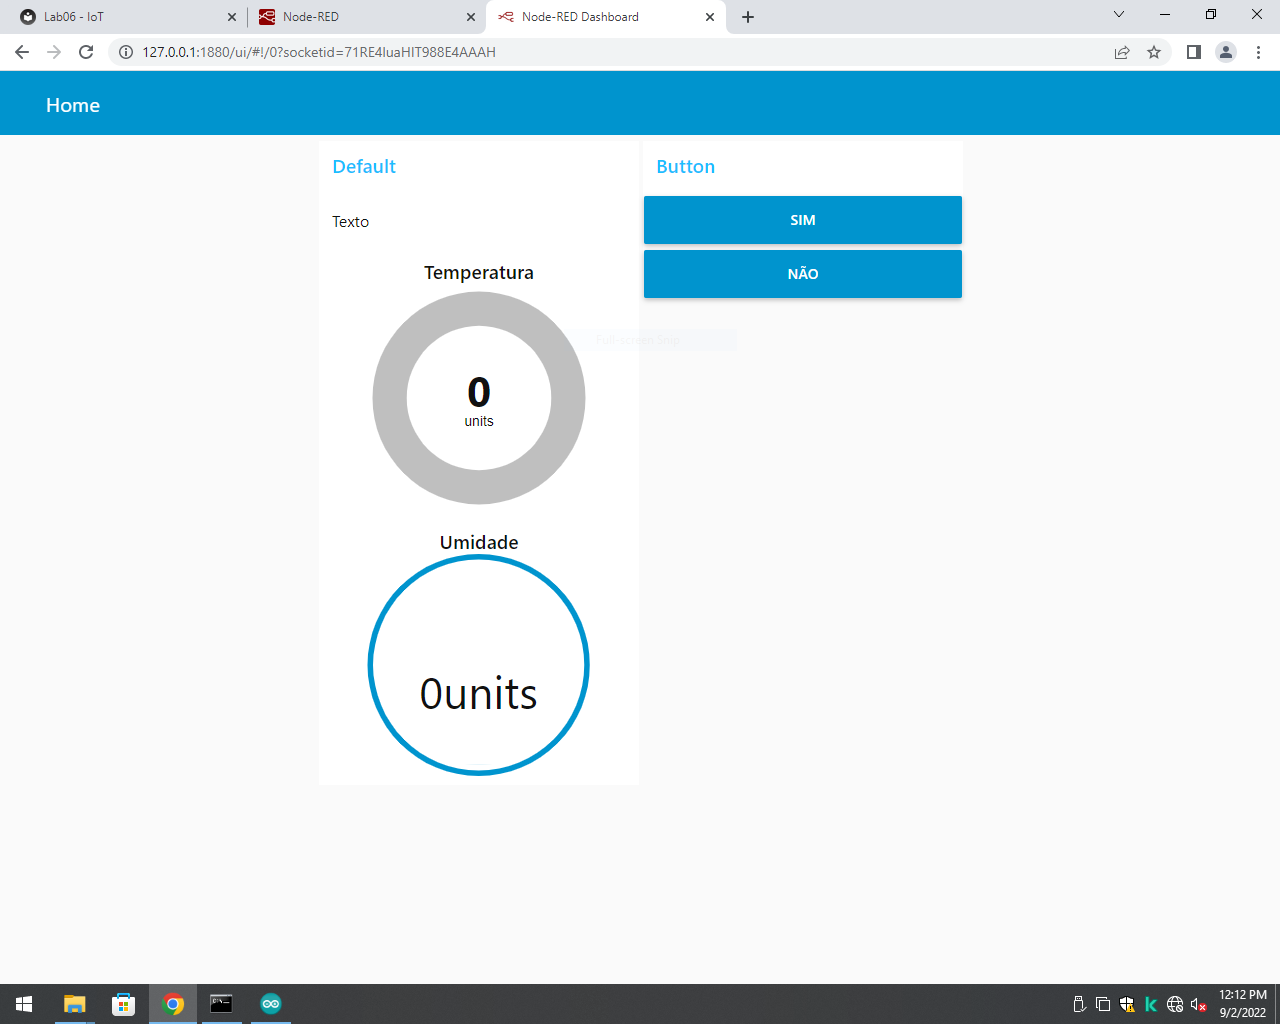 Lab06 - IoT
Node-RED
Node-RED Dashboard
127.0.0.1:1880/ui/#!/0?socketid=71RE4IuaHIT988E4AAAH
Home
Default
Texto
Temperatura
0
units
Umidade
0units
Button
SIM
NÃO
Full-screen Snip
12:12 PM
9/2/2022